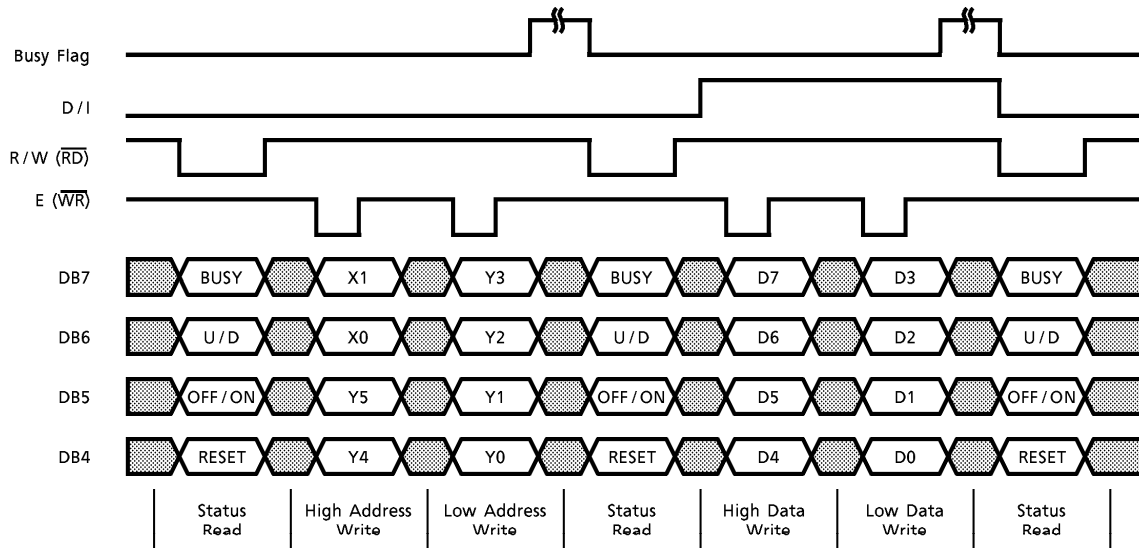 Busy Flag
D / I
R / W (R̅D̅)
E (W̅R̅)
DB7 BUSY X1 Y3 BUSY D7 D3 BUSY
DB6 U / D X0 Y2 U / D D6 D2 U / D
DB5 OFF / ON Y5 Y1 OFF / ON D5 D1 OFF / ON
DB4 RESET Y4 Y0 RESET D4 D0 RESET
Status High Address Low Address Status High Data Low Data Status
Read Write Write Read Write Write Read